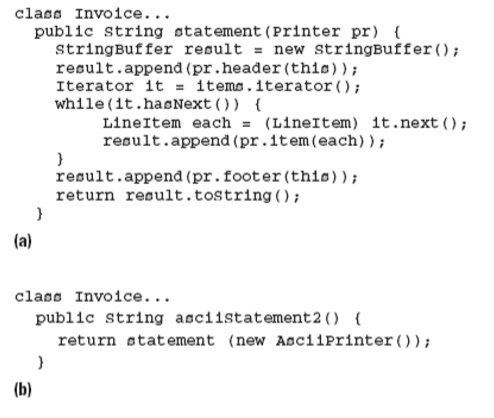 class Invoice...
public String statement(Printer pr) {
StringBuffer result = new StringBuffer();
result.append(pr.header(this));
Iterator it = items.iterator();
while(it.hasNext()) {
LineItem each = (LineItem) it.next();
result.append(pr.item(each));
}
result.append(pr.footer(this));
return result.toString();
}
(a)
class Invoice...
public String asciiStatement2() {
return statement (new AsciiPrinter());
}
(b)